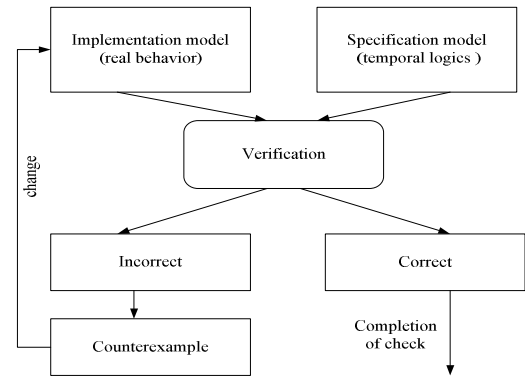 Implementation model
(real behavior)
Specification model
(temporal logics )
Verification
change
Incorrect
Correct
Counterexample
Completion
of check